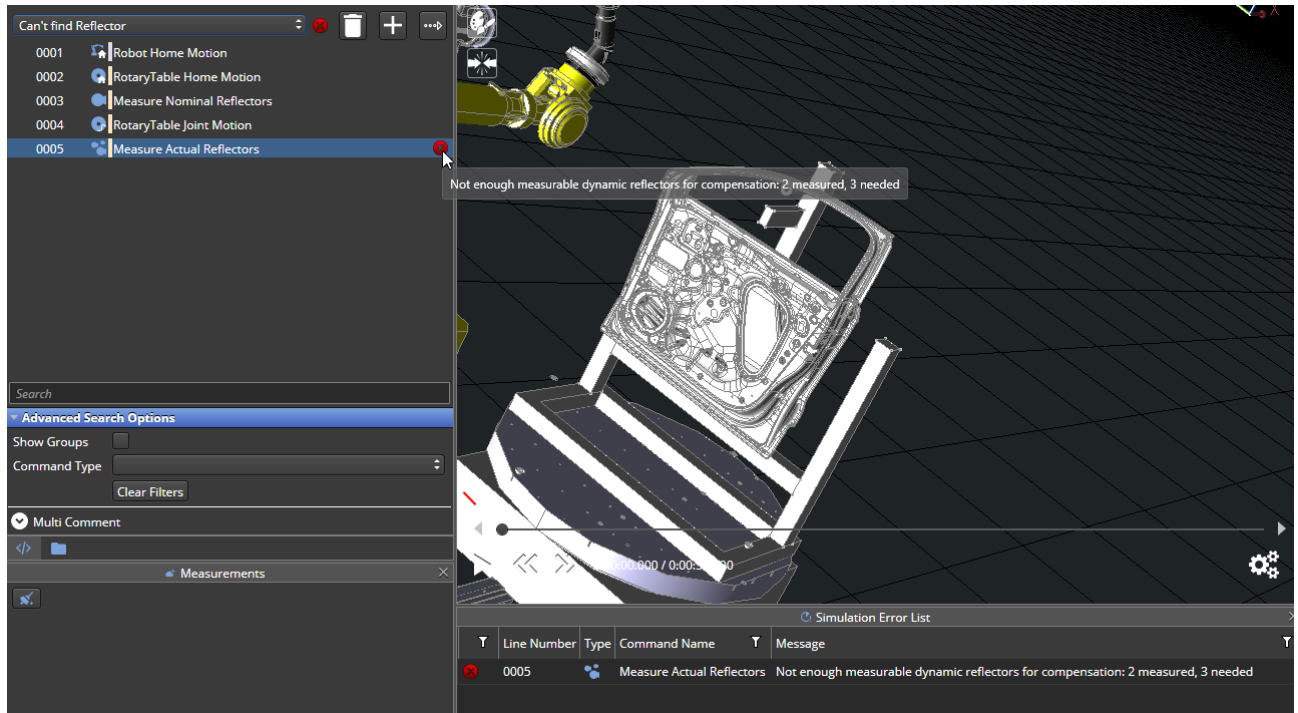 Can't find Reflector
0001 Robot Home Motion
0002 RotaryTable Home Motion
0003 Measure Nominal Reflectors
0004 RotaryTable Joint Motion
0005 Measure Actual Reflectors
Not enough measurable dynamic reflectors for compensation: 2 measured, 3 needed
X
Search
Advanced Search Options
Show Groups
Command Type
Clear Filters
Multi Comment
Measurements
Simulation Error List
Line Number Type Command Name Message
0005 Measure Actual Reflectors Not enough measurable dynamic reflectors for compensation: 2 measured, 3 needed